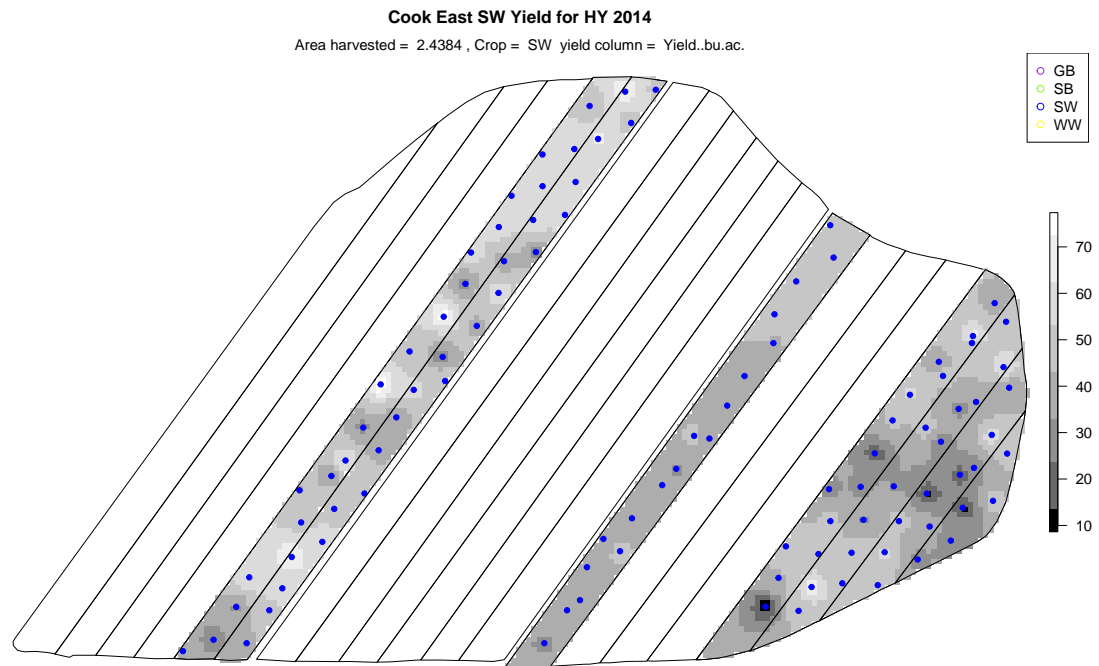 Cook East SW Yield for HY 2014
Area harvested = 2.4384 , Crop = SW yield column = Yield..bu.ac.
GB
SB
SW
WW
70
60
50
40
30
20
10